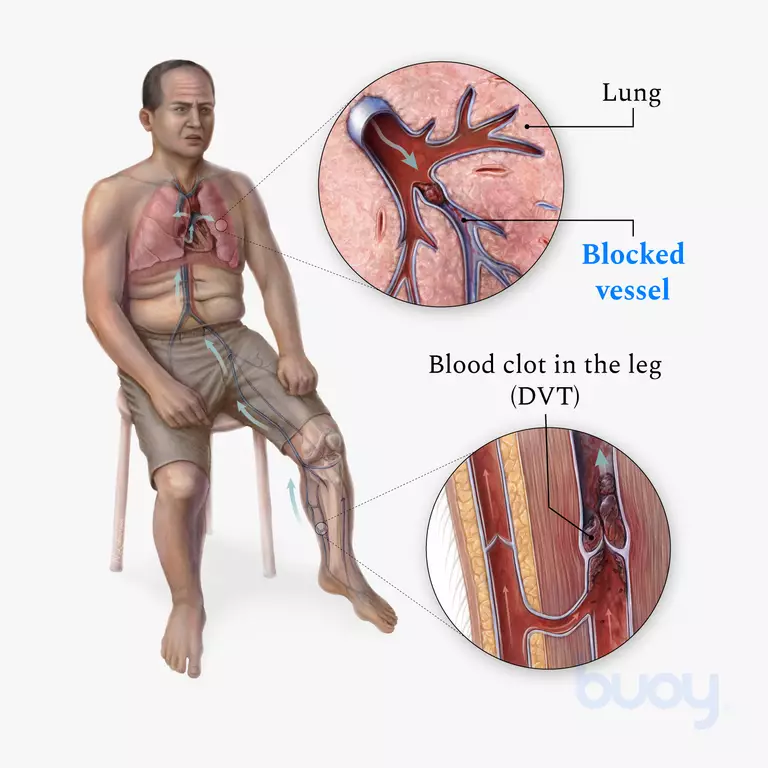 Lung
Blocked
vessel
Blood clot in the leg
(DVT)
buoy